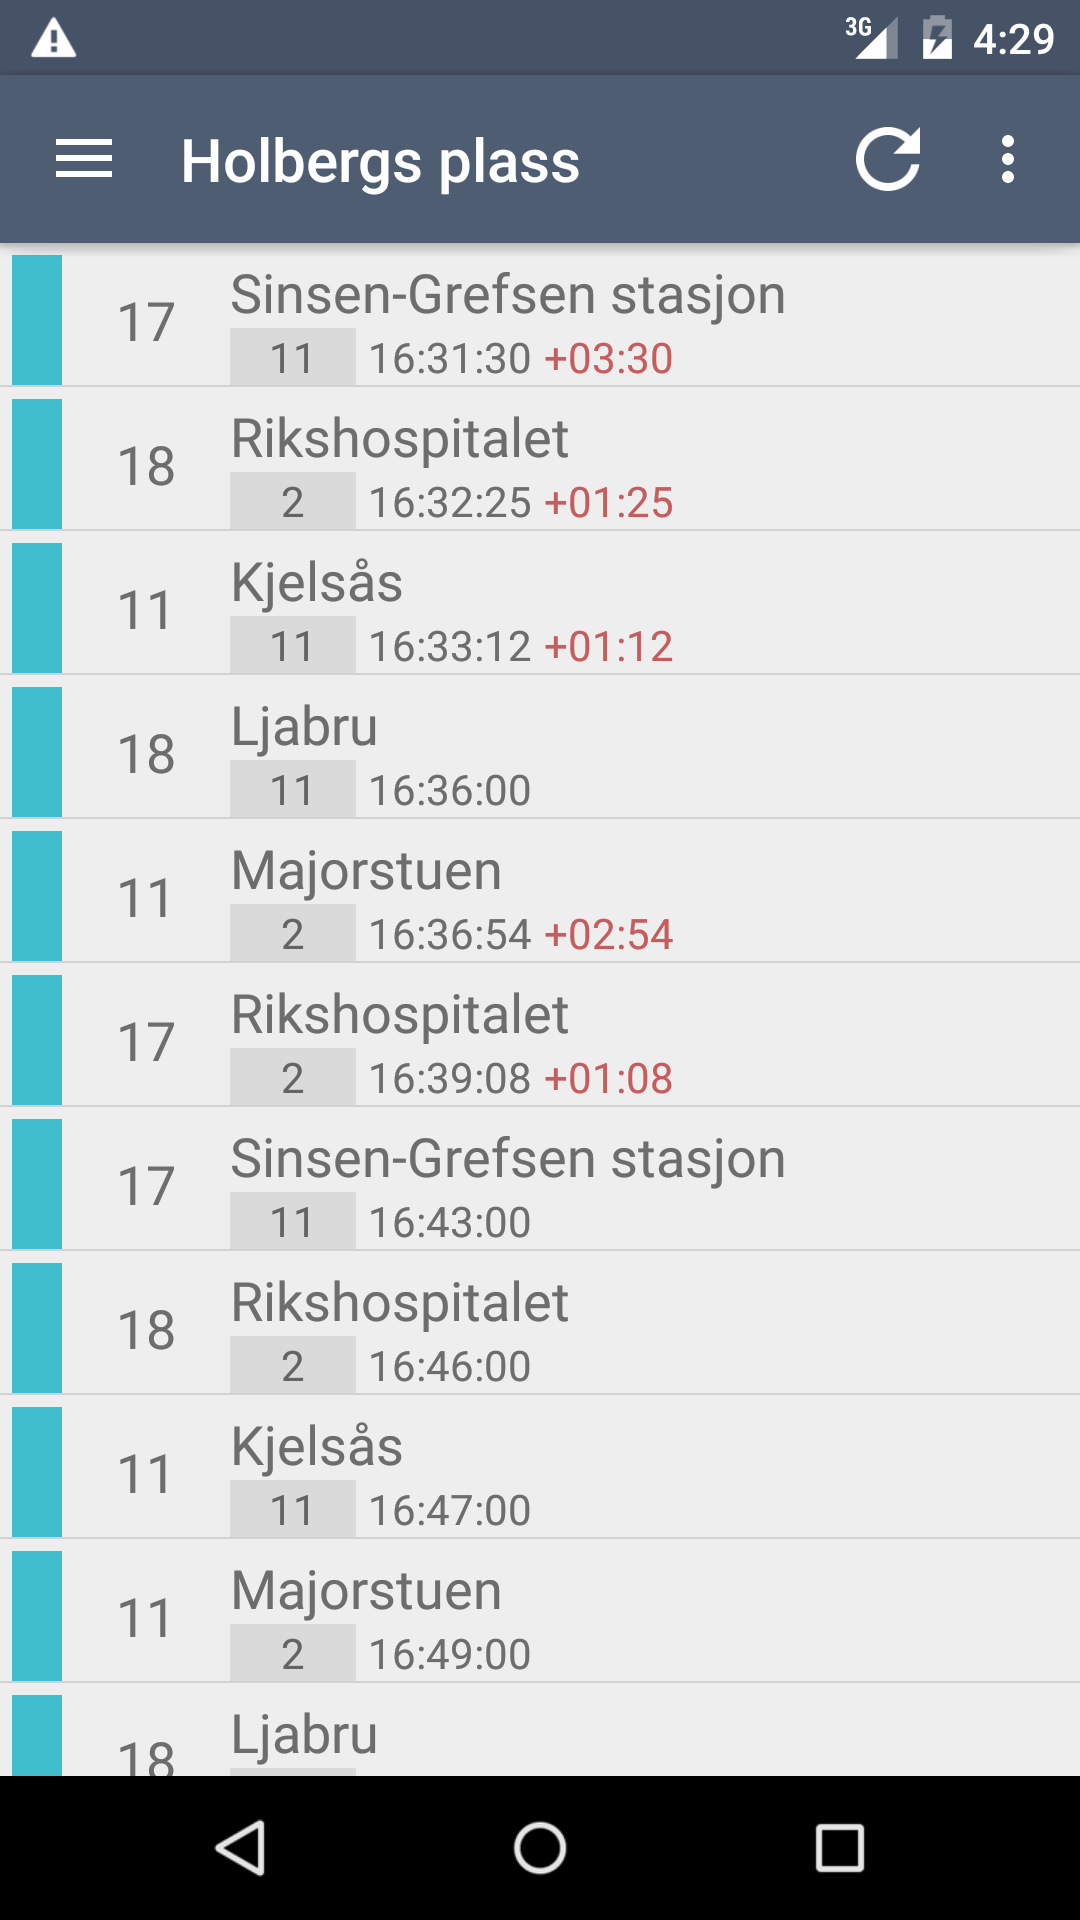 3G 4:29
Holbergs plass
17 Sinsen-Grefsen stasjon
11 16:31:30 +03:30
18 Rikshospitalet
2 16:32:25 +01:25
11 Kjelsås
11 16:33:12 +01:12
18 Ljabru
11 16:36:00
11 Majorstuen
2 16:36:54 +02:54
17 Rikshospitalet
2 16:39:08 +01:08
17 Sinsen-Grefsen stasjon
11 16:43:00
18 Rikshospitalet
2 16:46:00
11 Kjelsås
11 16:47:00
11 Majorstuen
2 16:49:00
18 Ljabru